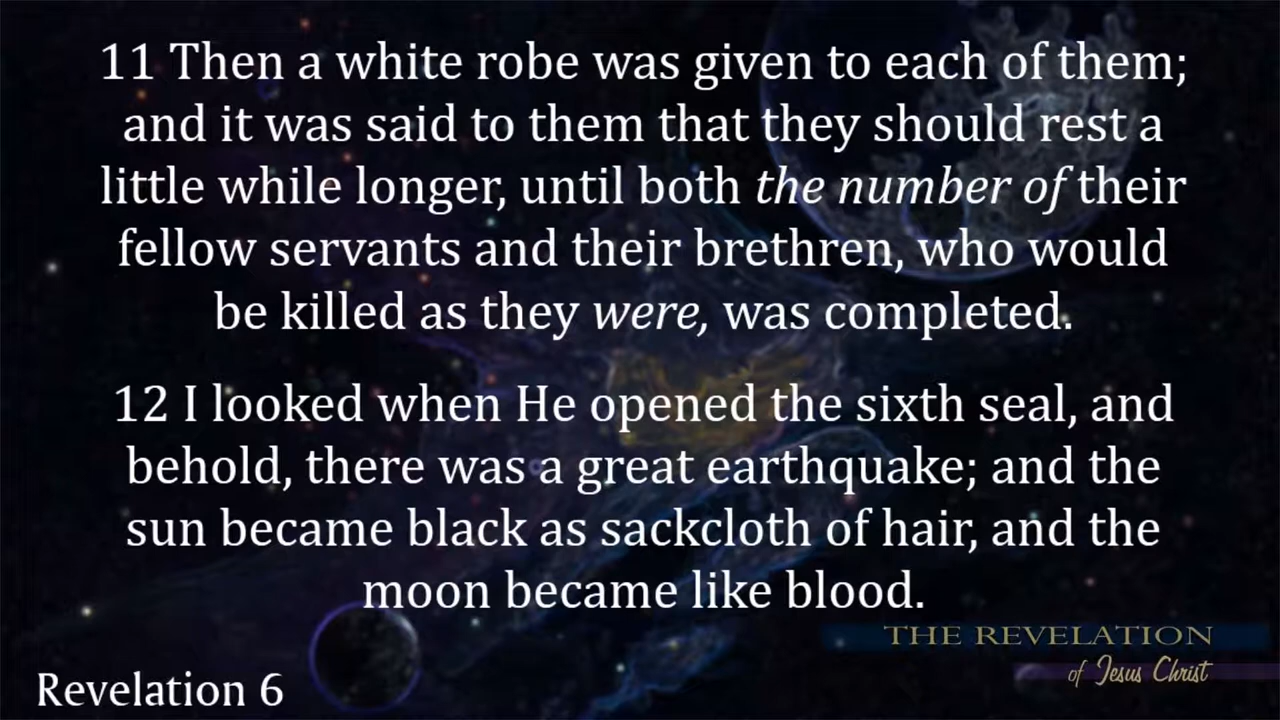 11 Then a white robe was given to each of them;
and it was said to them that they should rest a
little while longer, until both the number of their
fellow servants and their brethren, who would
be killed as they were, was completed.
12 I looked when He opened the sixth seal, and
behold, there was a great earthquake; and the
sun became black as sackcloth of hair, and the
moon became like blood.
THE REVELATION
of Jesus Christ
Revelation 6